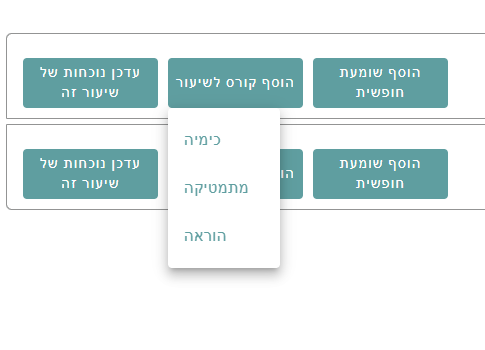 הוסף שומעת
חופשית
הוסף קורס לשיעור
עדכן נוכחות של
שיעור זה
כימיה
מתמטיקה
הוראה
הוסף שומעת
חופשית
עדכן נוכחות של
שיעור זה